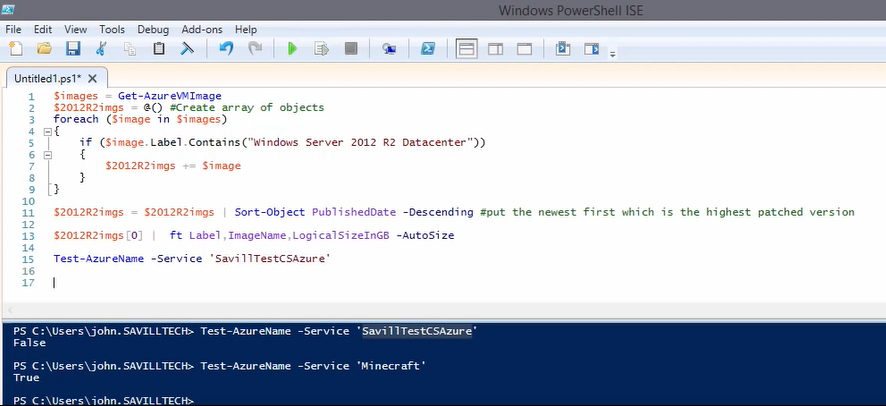 Windows PowerShell ISE
File Edit View Tools Debug Add-ons Help
Untitled1.ps1* X
1 $images = Get-AzureVMImage
2 $2012R2imgs = @() #Create array of objects
3 foreach ($image in $images)
4 {
5 if ($image.Label.Contains("Windows Server 2012 R2 Datacenter"))
6 {
7 $2012R2imgs += $image
8 }
9 }
10
11 $2012R2imgs = $2012R2imgs | Sort-Object PublishedDate -Descending #put the newest first which is the highest patched version
12
13 $2012R2imgs[0] | ft Label,ImageName,LogicalSizeInGB -AutoSize
14
15 Test-AzureName -Service 'SavillTestCSAzure'
16
17
PS C:\Users\john.SAVILLTECH> Test-AzureName -Service 'SavillTestCSAzure'
False
PS C:\Users\john.SAVILLTECH> Test-AzureName -Service 'Minecraft'
True
PS C:\Users\john.SAVILLTECH>